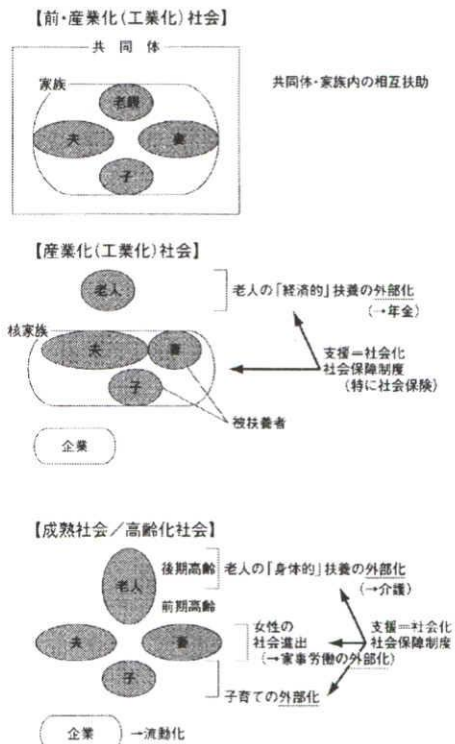 【前・産業化(工業化)社会】
共同体
家族
老親
夫
妻
子
共同体・家族内の相互扶助
【産業化(工業化)社会】
老人
老人の「経済的」扶養の外部化
(→年金)
核家族
夫
妻
子
支援=社会化
社会保障制度
(特に社会保険)
被扶養者
企業
【成熟社会/高齢化社会】
老人
後期高齢
前期高齢
老人の「身体的」扶養の外部化
(→介護)
夫
妻
子
女性の
社会進出
(→家事労働の外部化)
支援=社会化
社会保障制度
子育ての外部化
企業
→流動化